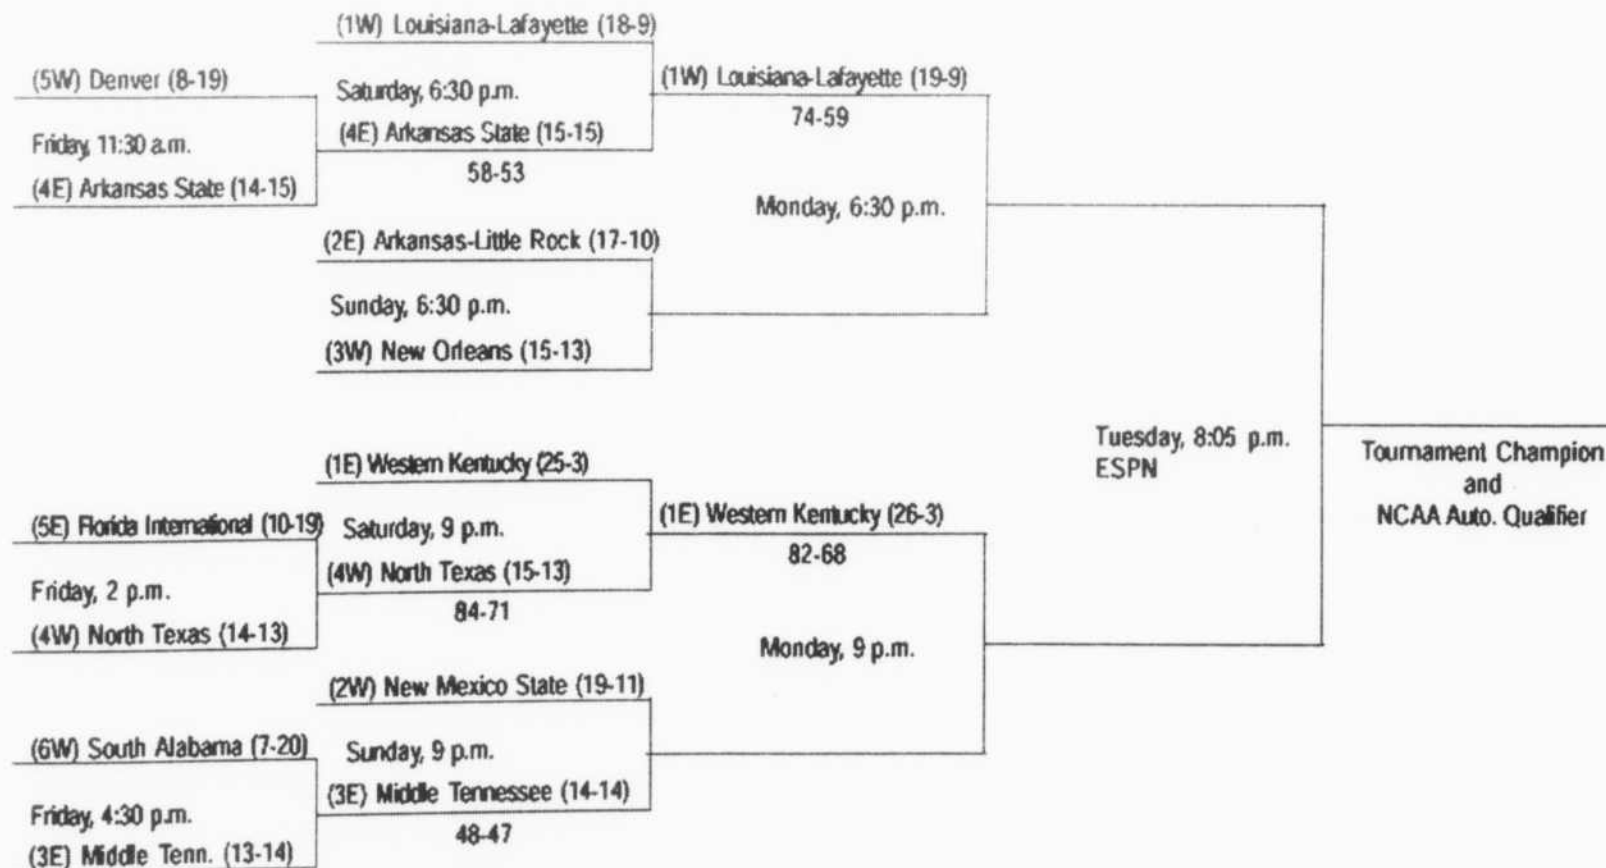 (1W) Louisiana-Lafayette (18-9)
(5W) Denver (8-19)
Saturday, 6:30 p.m.
(1W) Louisiana-Lafayette (19-9)
74-59
Friday, 11:30 a.m.
(4E) Arkansas State (15-15)
58-53
(4E) Arkansas State (14-15)
Monday, 6:30 p.m.
(2E) Arkansas-Little Rock (17-10)
Sunday, 6:30 p.m.
(3W) New Orleans (15-13)
Tuesday, 8:05 p.m.
ESPN
Tournament Champion
and
NCAA Auto. Qualifier
(1E) Western Kentucky (25-3)
(5E) Florida International (10-19)
Saturday, 9 p.m.
(1E) Western Kentucky (26-3)
82-68
Friday, 2 p.m.
(4W) North Texas (15-13)
84-71
(4W) North Texas (14-13)
Monday, 9 p.m.
(2W) New Mexico State (19-11)
(6W) South Alabama (7-20)
Sunday, 9 p.m.
(3E) Middle Tennessee (14-14)
48-47
Friday, 4:30 p.m.
(3E) Middle Tenn. (13-14)